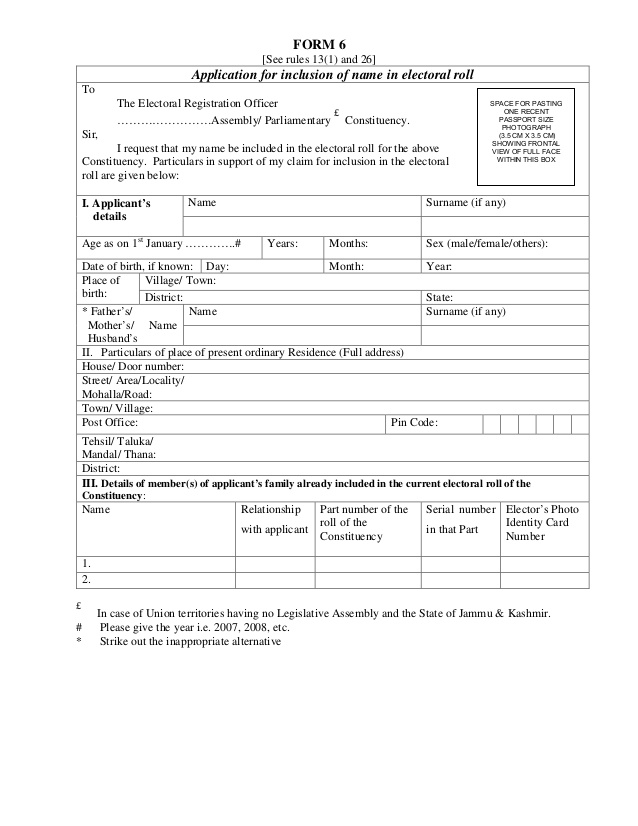 FORM 6
[See rules 13(1) and 26]
Application for inclusion of name in electoral roll
To
The Electoral Registration Officer
…………………….Assembly/ Parliamentary £ Constituency.
Sir,
I request that my name be included in the electoral roll for the above
Constituency. Particulars in support of my claim for inclusion in the electoral
roll are given below:
SPACE FOR PASTING
ONE RECENT
PASSPORT SIZE
PHOTOGRAPH
(3.5 CM X 3.5 CM)
SHOWING FRONTAL
VIEW OF FULL FACE
WITHIN THIS BOX
I. Applicant's
details
Name
Surname (if any)
Age as on 1st January ………….#
Years:
Months:
Sex (male/female/others):
Date of birth, if known:
Day:
Month:
Year:
Place of
birth:
Village/ Town:
District:
State:
* Father's/
Mother's/ Name
Husband's
Name
Surname (if any)
II. Particulars of place of present ordinary Residence (Full address)
House/ Door number:
Street/ Area/Locality/
Mohalla/Road:
Town/ Village:
Post Office:
Pin Code:
Tehsil/ Taluka/
Mandal/ Thana:
District:
III. Details of member(s) of applicant's family already included in the current electoral roll of the
Constituency:
Name
Relationship
with applicant
Part number of the
roll of the
Constituency
Serial number
in that Part
Elector's Photo
Identity Card
Number
1.
2.
£ In case of Union territories having no Legislative Assembly and the State of Jammu & Kashmir.
# Please give the year i.e. 2007, 2008, etc.
* Strike out the inappropriate alternative